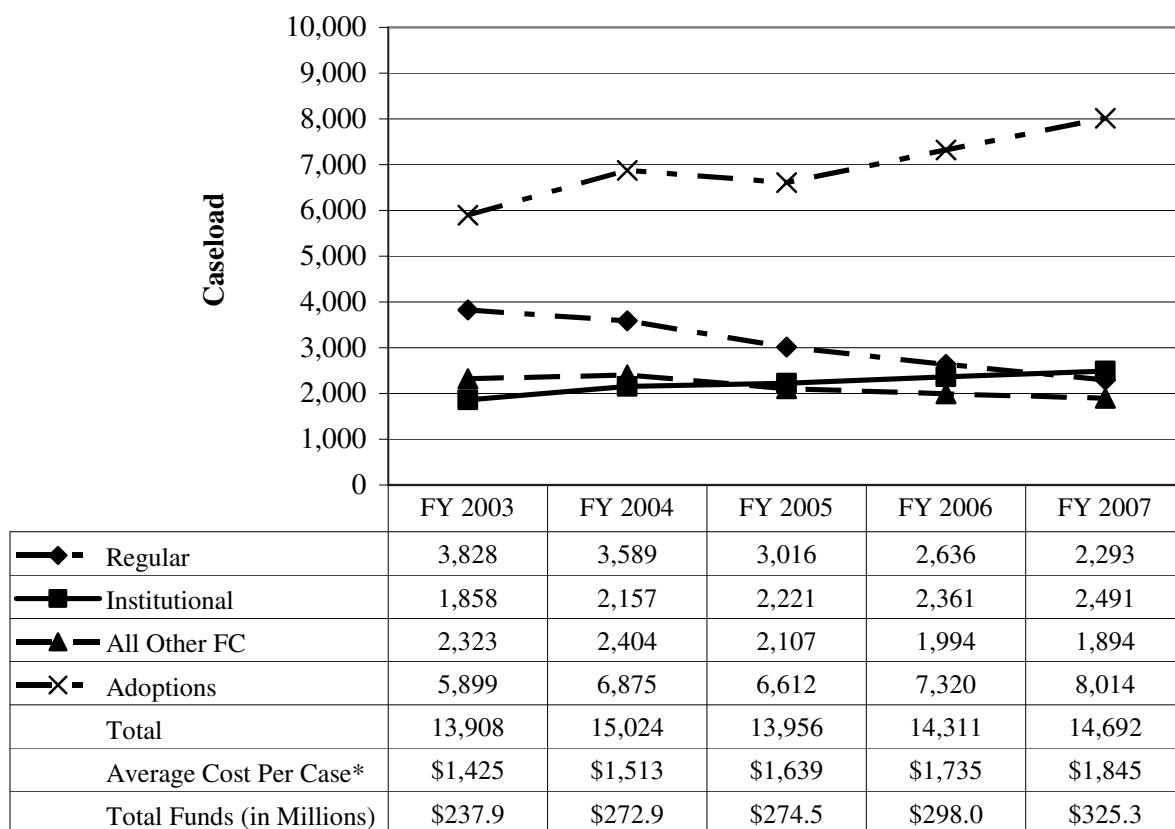 10,000
9,000
8,000
7,000
6,000
5,000
4,000
3,000
2,000
1,000
0
Caseload
FY 2003 FY 2004 FY 2005 FY 2006 FY 2007
Regular 3,828 3,589 3,016 2,636 2,293
Institutional 1,858 2,157 2,221 2,361 2,491
All Other FC 2,323 2,404 2,107 1,994 1,894
Adoptions 5,899 6,875 6,612 7,320 8,014
Total 13,908 15,024 13,956 14,311 14,692
Average Cost Per Case* $1,425 $1,513 $1,639 $1,735 $1,845
Total Funds (in Millions) $237.9 $272.9 $274.5 $298.0 $325.3